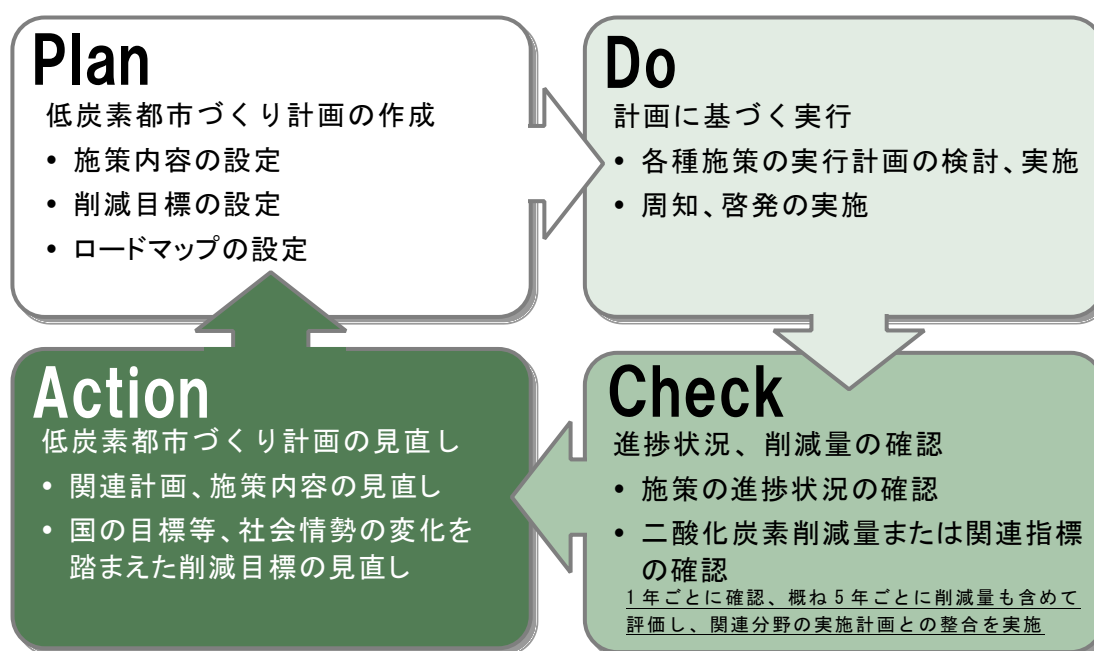 Plan
低炭素都市づくり計画の作成
• 施策内容の設定
• 削減目標の設定
• ロードマップの設定
Do
計画に基づく実行
• 各種施策の実行計画の検討、実施
• 周知、啓発の実施
Action
低炭素都市づくり計画の見直し
• 関連計画、施策内容の見直し
• 国の目標等、社会情勢の変化を
踏まえた削減目標の見直し
Check
進捗状況、削減量の確認
• 施策の進捗状況の確認
• 二酸化炭素削減量または関連指標
の確認
1年ごとに確認、概ね5年ごとに削減量も含めて
評価し、関連分野の実施計画との整合を実施